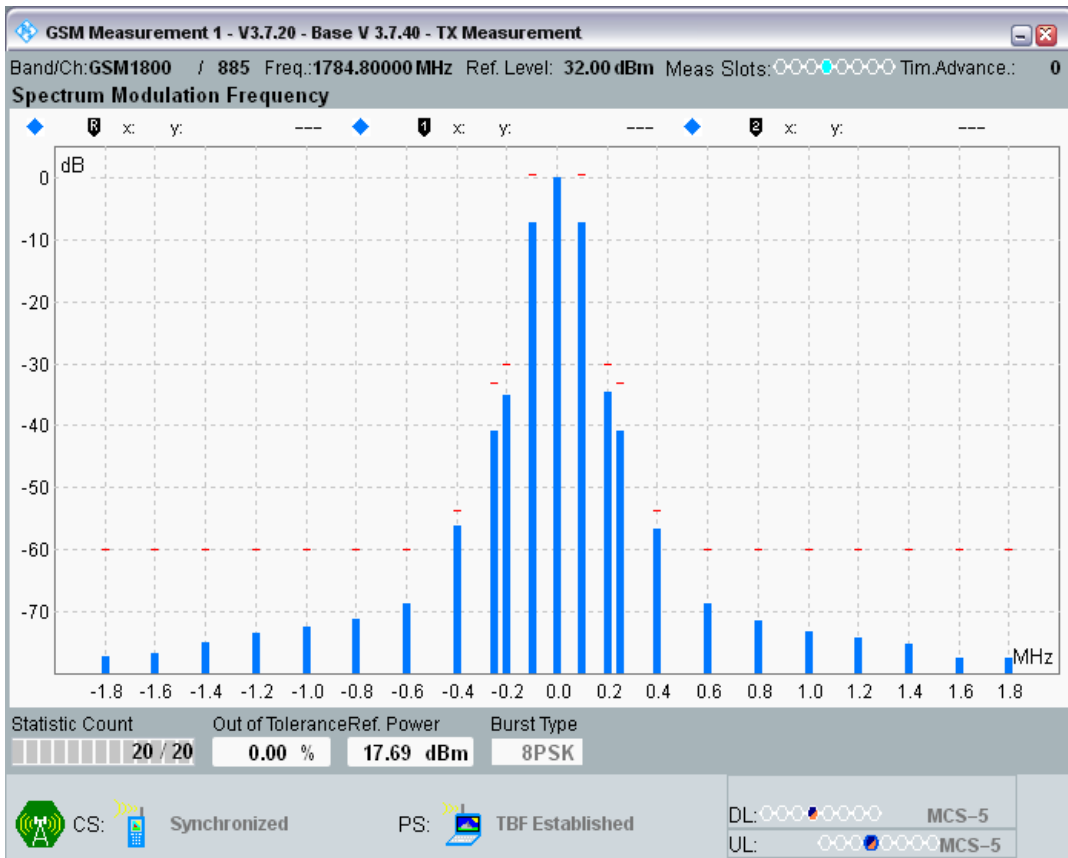 GSM Measurement 1 - V3.7.20 - Base V 3.7.40 - TX Measurement
Band/Ch:GSM1800 / 885 Freq.:1784.80000 MHz Ref. Level: 32.00 dBm Meas Slots: Tim.Advance.: 0
Spectrum Modulation Frequency
R x: y: --- 1 x: y: --- 2 x: y: ---
dB
0
-10
-20
-30
-40
-50
-60
-70
MHz
-1.8 -1.6 -1.4 -1.2 -1.0 -0.8 -0.6 -0.4 -0.2 0.0 0.2 0.4 0.6 0.8 1.0 1.2 1.4 1.6 1.8
Statistic Count Out of Tolerance Ref. Power Burst Type
20 / 20 0.00 % 17.69 dBm 8PSK
CS: Synchronized PS: TBF Established
DL: MCS-5
UL: MCS-5